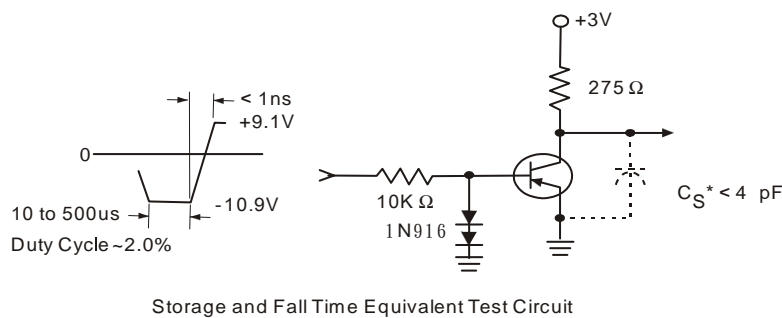 +3V
< 1ns
275 Ω
+9.1V
0
10K Ω
C_S* < 4 pF
-10.9V
10 to 500us
1N916
Duty Cycle ~2.0%
Storage and Fall Time Equivalent Test Circuit